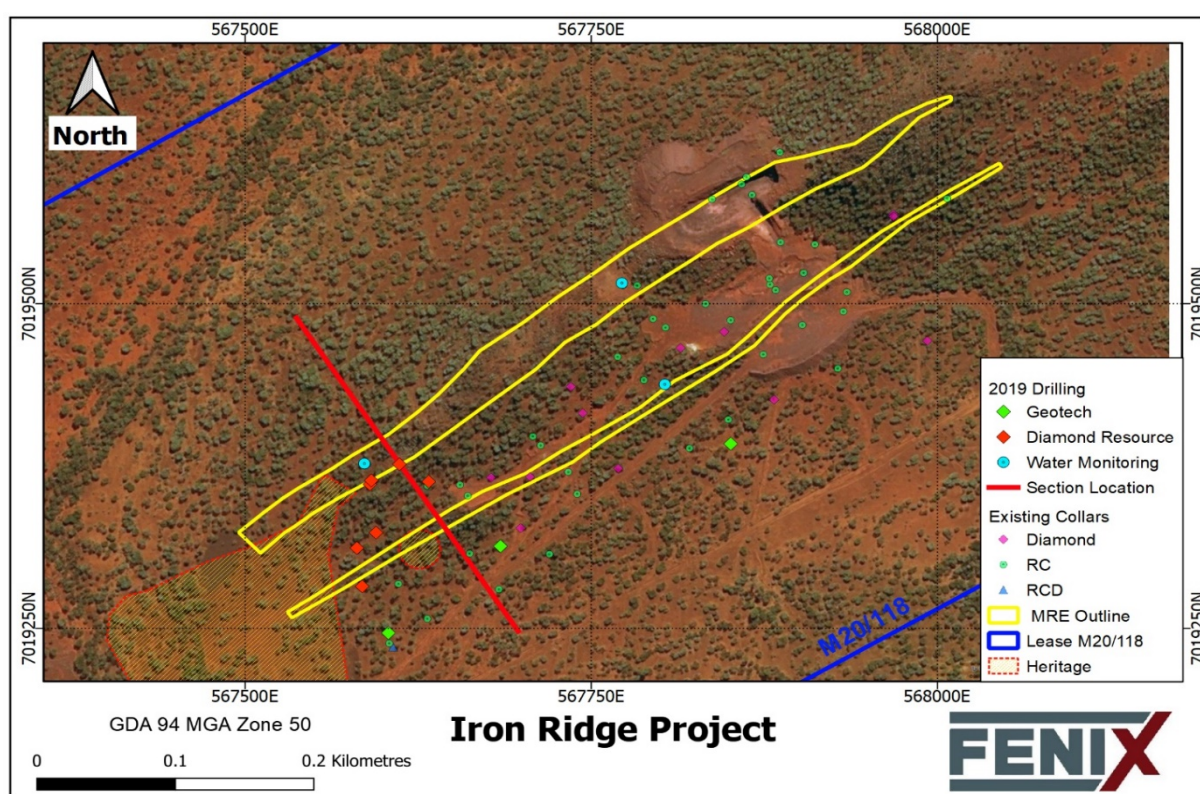 567500E 567750E 568000E
North
7019500N 7019500N
2019 Drilling
Geotech
Diamond Resource
Water Monitoring
Section Location
Existing Collars
Diamond
RC
RCD
MRE Outline
Lease M20/118
Heritage
M20/118
7019250N 7019250N
567500E 567750E 568000E
GDA 94 MGA Zone 50
Iron Ridge Project
FENIX
0 0.1 0.2 Kilometres